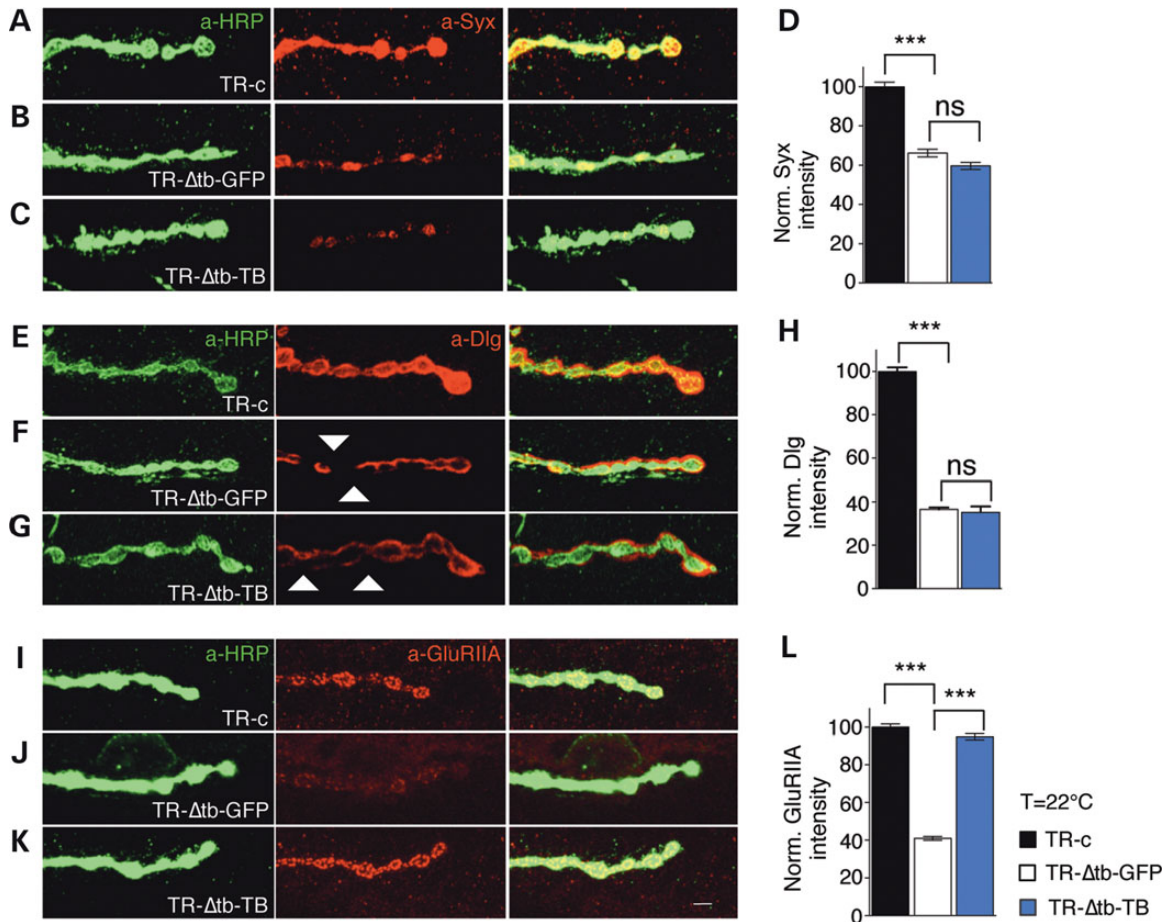 A
a-HRP
a-Syx
TR-c
B
TR-Δtb-GFP
C
TR-Δtb-TB
D
***
ns
100
80
60
40
20
0
Norm. Syx
intensity
E
a-HRP
a-Dlg
TR-c
F
TR-Δtb-GFP
G
TR-Δtb-TB
H
***
ns
100
80
60
40
20
0
Norm. Dlg
intensity
I
a-HRP
a-GluRIIA
TR-c
J
TR-Δtb-GFP
K
TR-Δtb-TB
L
***
***
100
80
60
40
20
0
Norm. GluRIIA
intensity
T=22°C
TR-c
TR-Δtb-GFP
TR-Δtb-TB